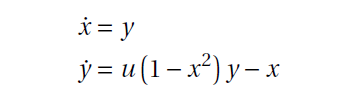 ẋ = y
ẏ = u(1 − x²)y − x